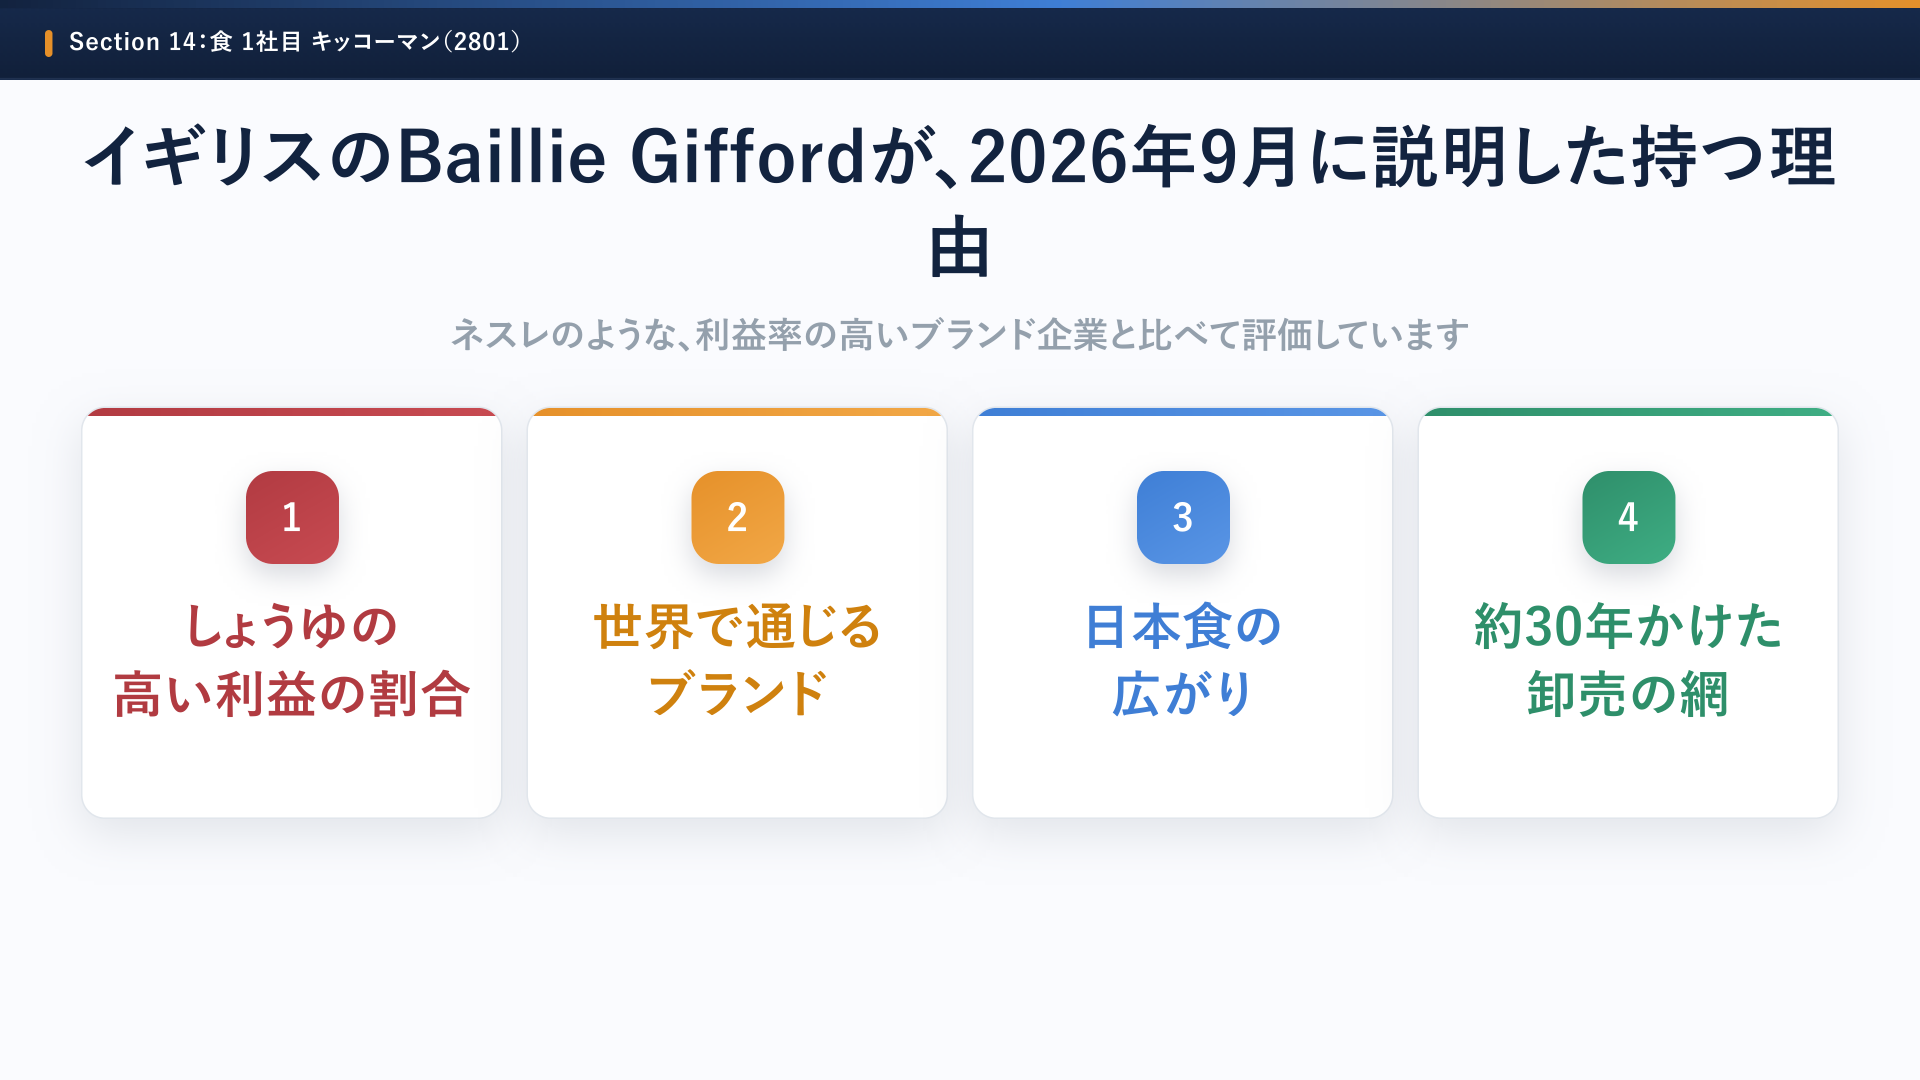 Section 14：食 1社目 キッコーマン（2801）
イギリスのBaillie Giffordが、2026年9月に説明した持つ理
由
ネスレのような、利益率の高いブランド企業と比べて評価しています
1
しょうゆの
高い利益の割合
2
世界で通じる
ブランド
3
日本食の
広がり
4
約30年かけた
卸売の網